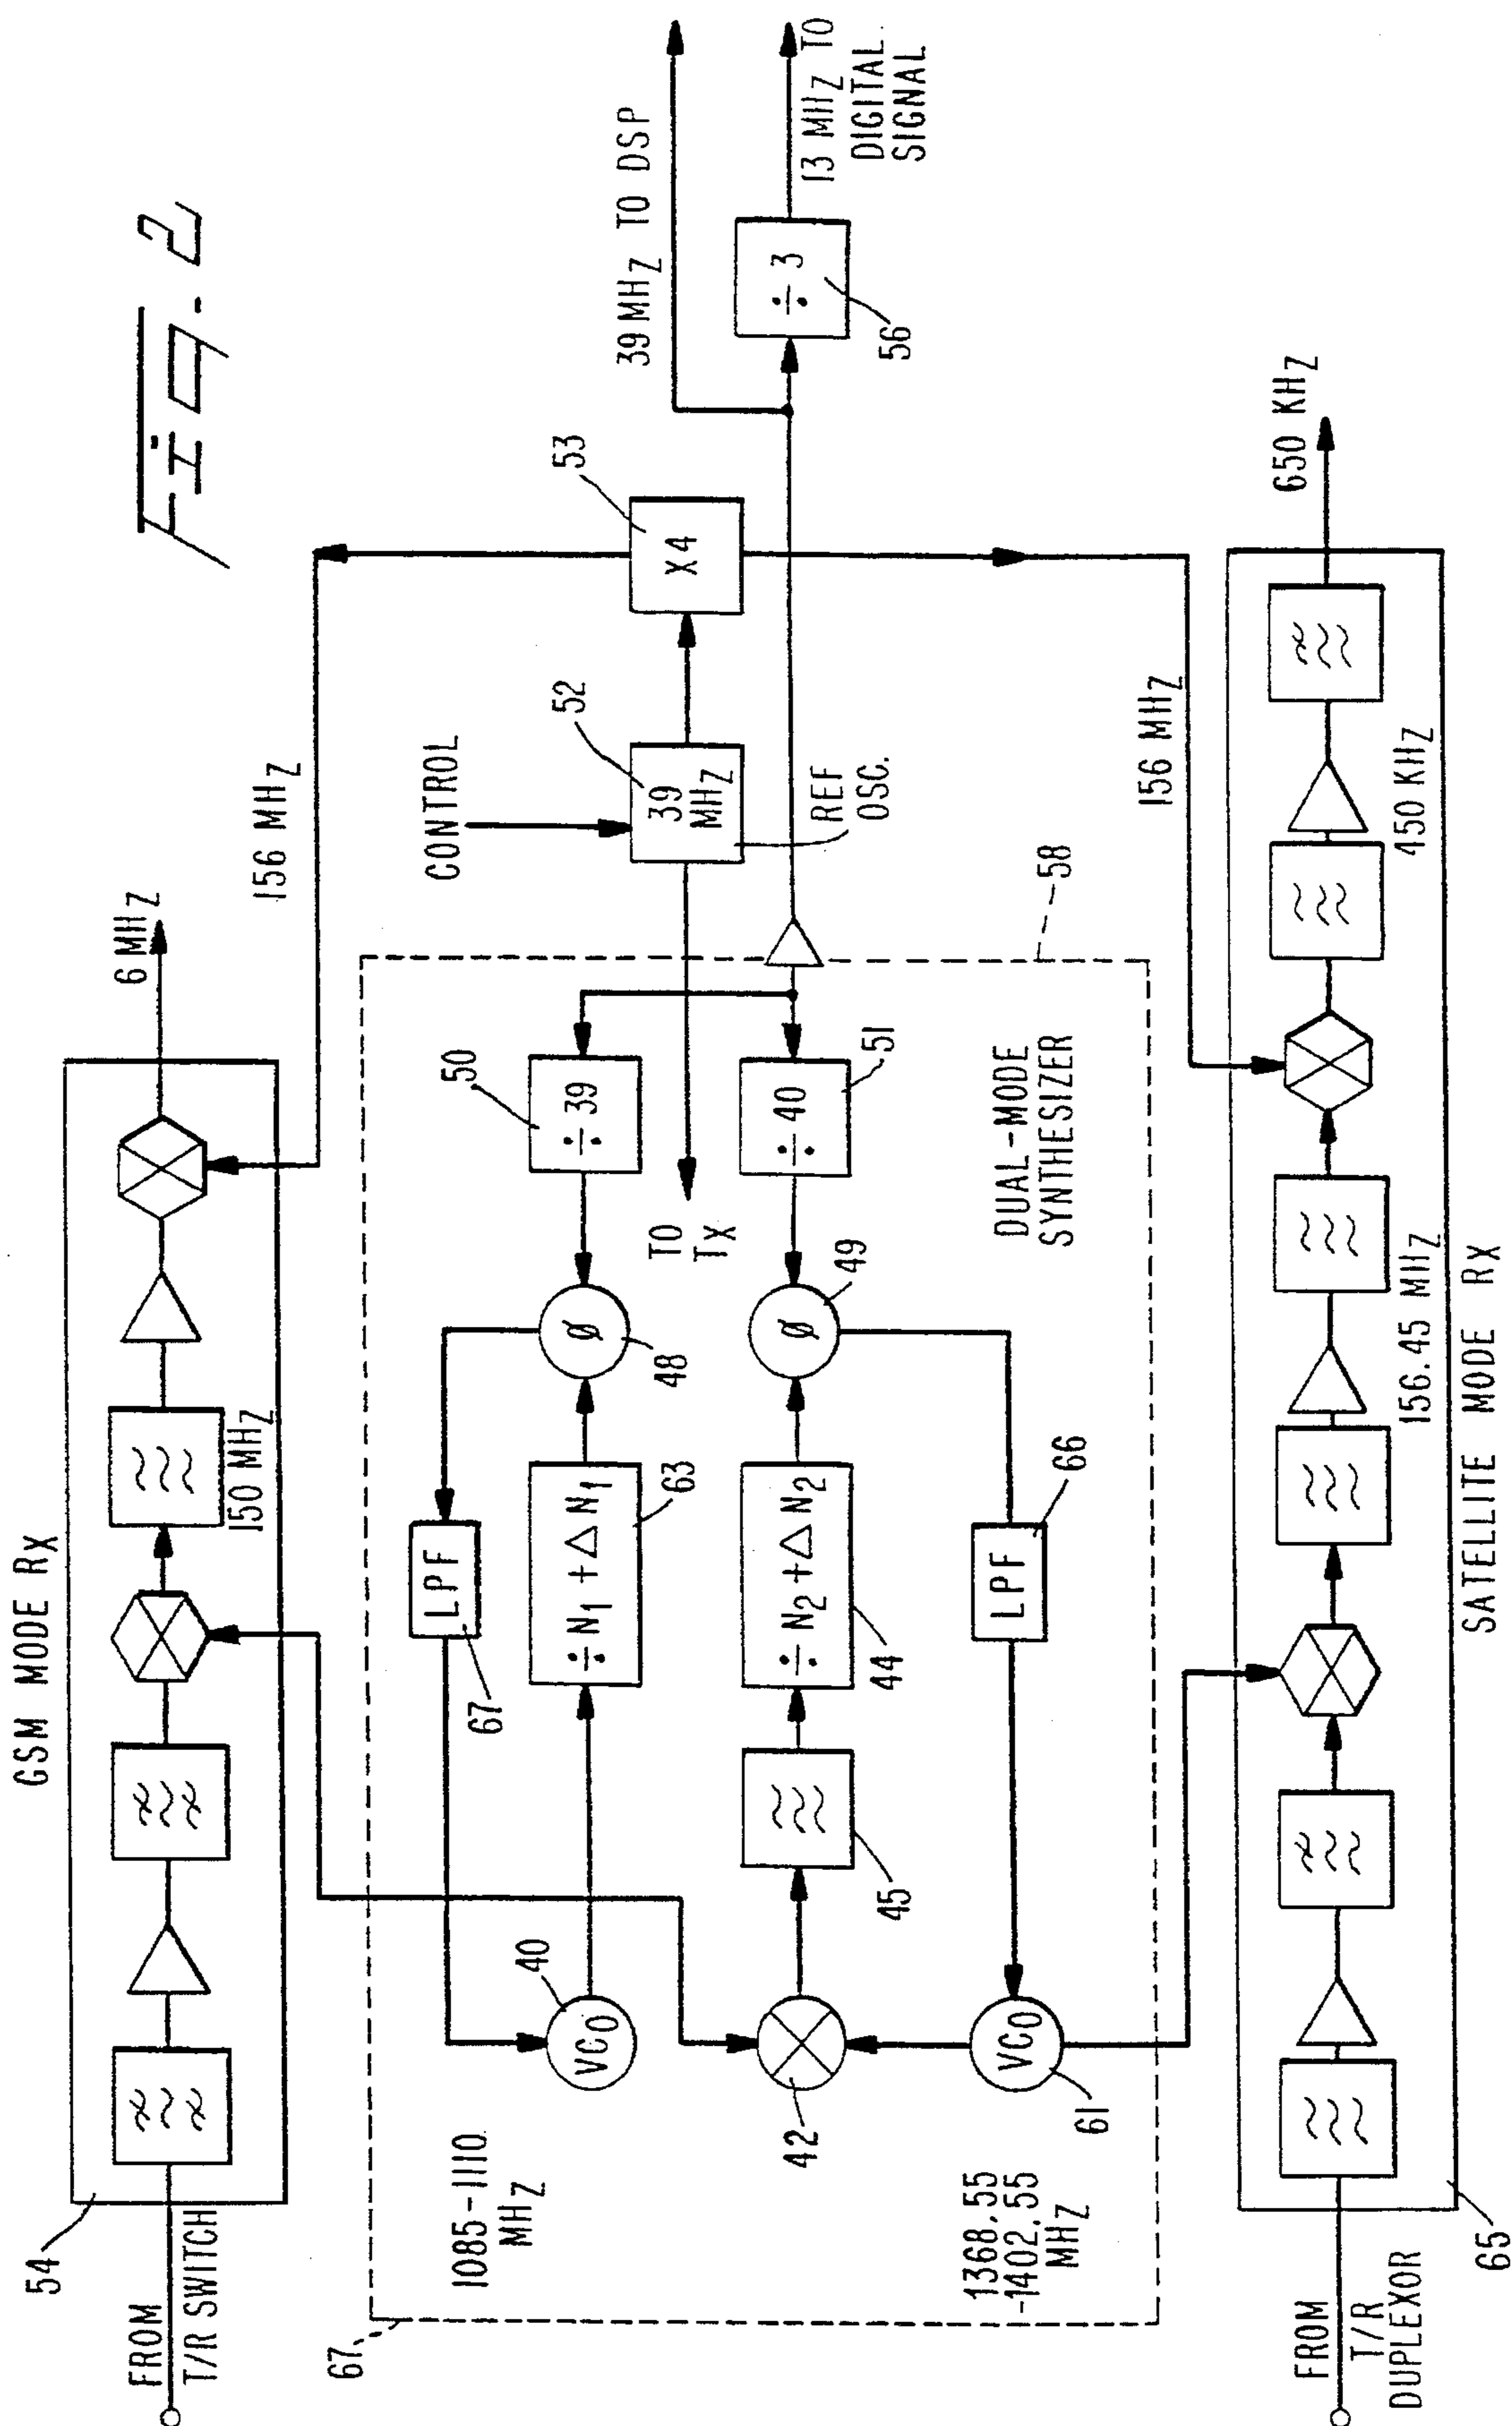 Fig. 2
GSM MODE RX
54
FROM
T/R SWITCH
150 MHZ
6 MHZ
156 MHZ
CONTROL
52
39
MHZ
REF
OSC.
53
X4
39 MHZ TO DSP
÷ 3
56
13 MHZ TO
DIGITAL
SIGNAL
67
1085-1110
MHZ
VCO
40
LPF
67
÷ N1 + Δ N1
63
Ø
48
50
÷ 39
TO
TX
58
42
45
÷ N2 + Δ N2
44
Ø
49
÷ 40
51
1368.55
-1402.55
MHZ
VCO
61
LPF
66
DUAL-MODE
SYNTHESIZER
156 MHZ
FROM
T/R
DUPLEXOR
65
156.45 MHZ
450 KHZ
650 KHZ
SATELLITE MODE RX